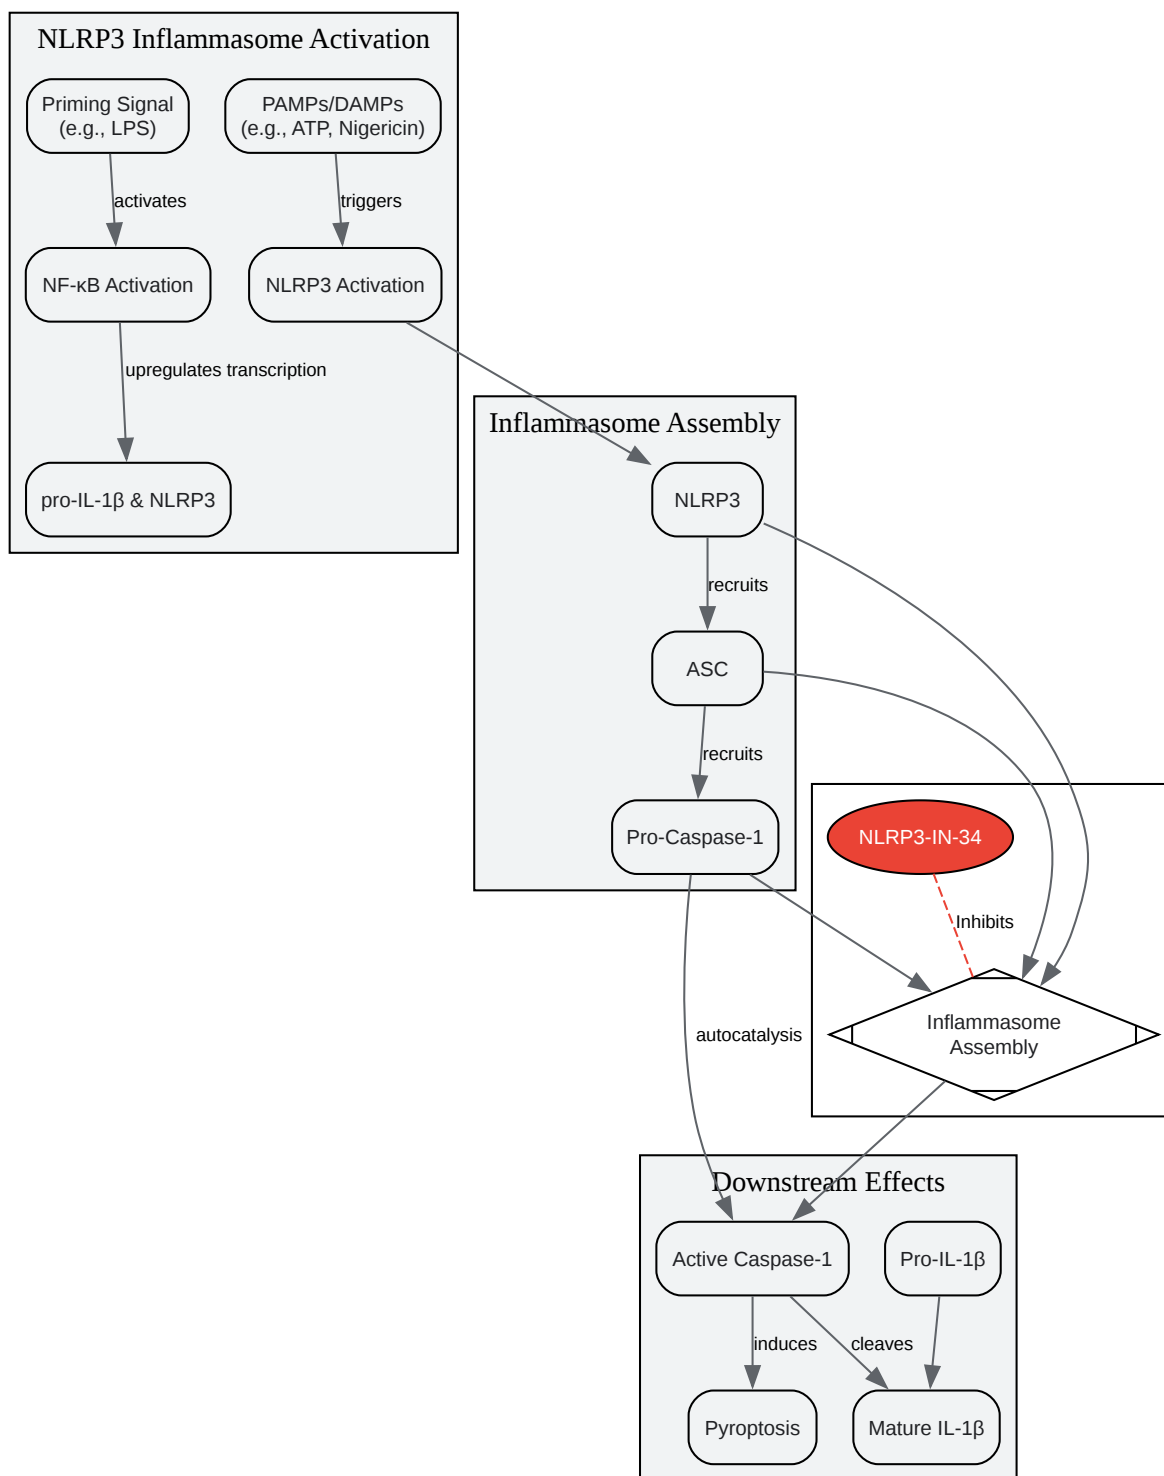 NLRP3 Inflammasome Activation
Priming Signal
(e.g., LPS)
PAMPs/DAMPs
(e.g., ATP, Nigericin)
activates
triggers
NF-κB Activation
NLRP3 Activation
upregulates transcription
pro-IL-1β & NLRP3
Inflammasome Assembly
NLRP3
recruits
ASC
recruits
Pro-Caspase-1
NLRP3-IN-34
Inhibits
Inflammasome
Assembly
autocatalysis
Downstream Effects
Active Caspase-1
Pro-IL-1β
induces
cleaves
Pyroptosis
Mature IL-1β